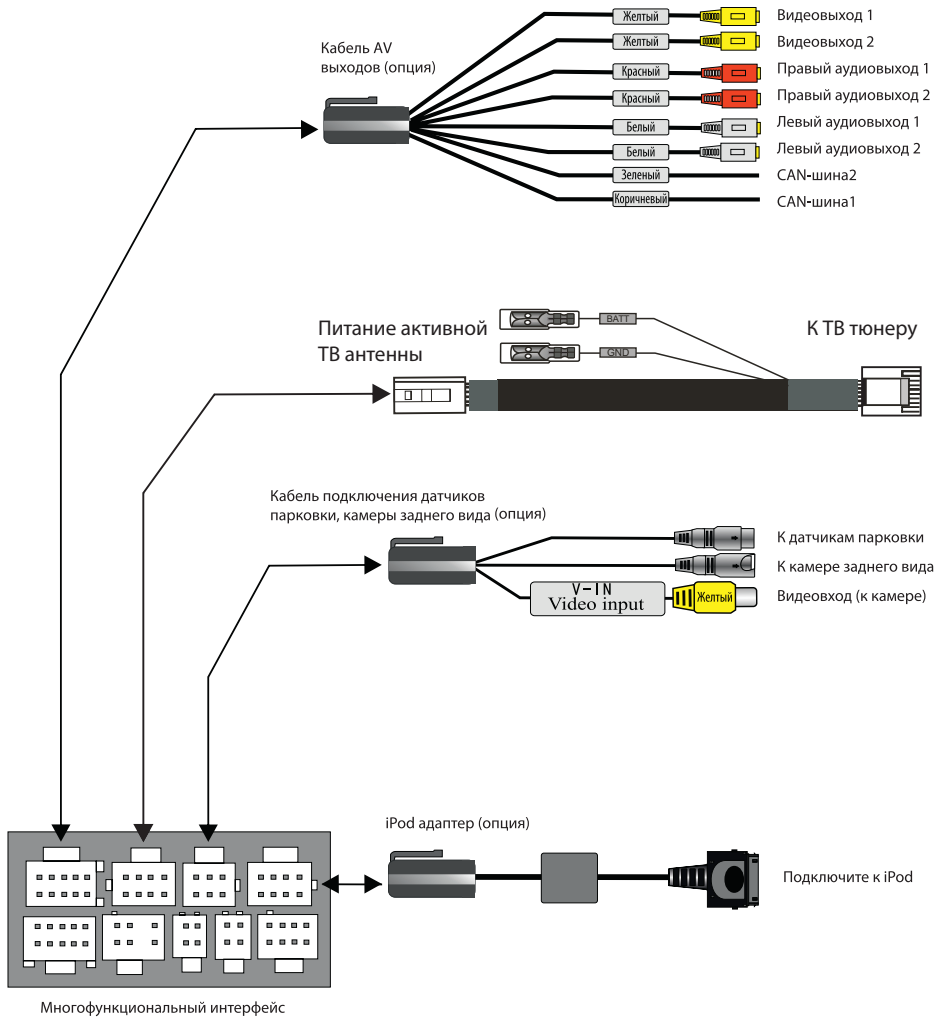 Кабель AV
выходов (опция)
Желтый Видеовыход 1
Желтый Видеовыход 2
Красный Правый аудиовыход 1
Красный Правый аудиовыход 2
Белый Левый аудиовыход 1
Белый Левый аудиовыход 2
Зеленый CAN-шина2
Коричневый CAN-шина1
Питание активной
ТВ антенны
BATT
GND
К ТВ тюнеру
Кабель подключения датчиков
парковки, камеры заднего вида (опция)
К датчикам парковки
К камере заднего вида
V-IN
Video input
Желтый
Видеовход (к камере)
iPod адаптер (опция)
Подключите к iPod
Многофункциональный интерфейс